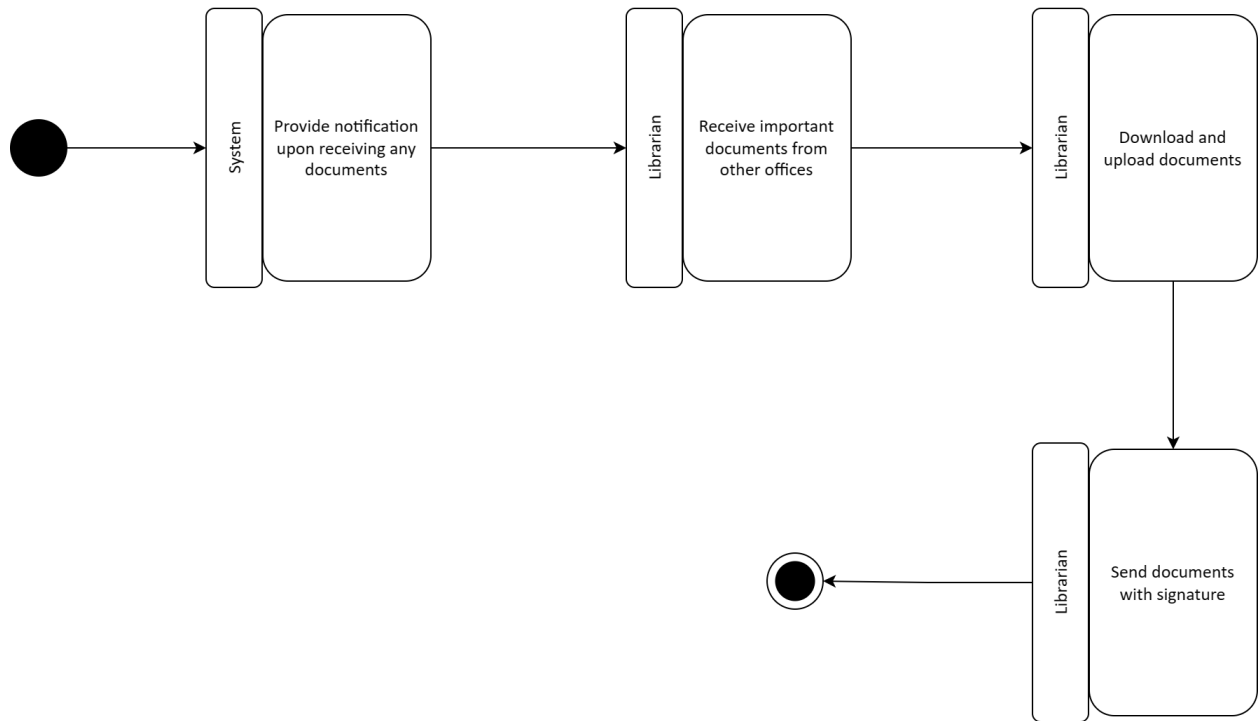 System
Provide notification
upon receiving any
documents
Librarian
Receive important
documents from
other offices
Librarian
Download and
upload documents
Librarian
Send documents
with signature